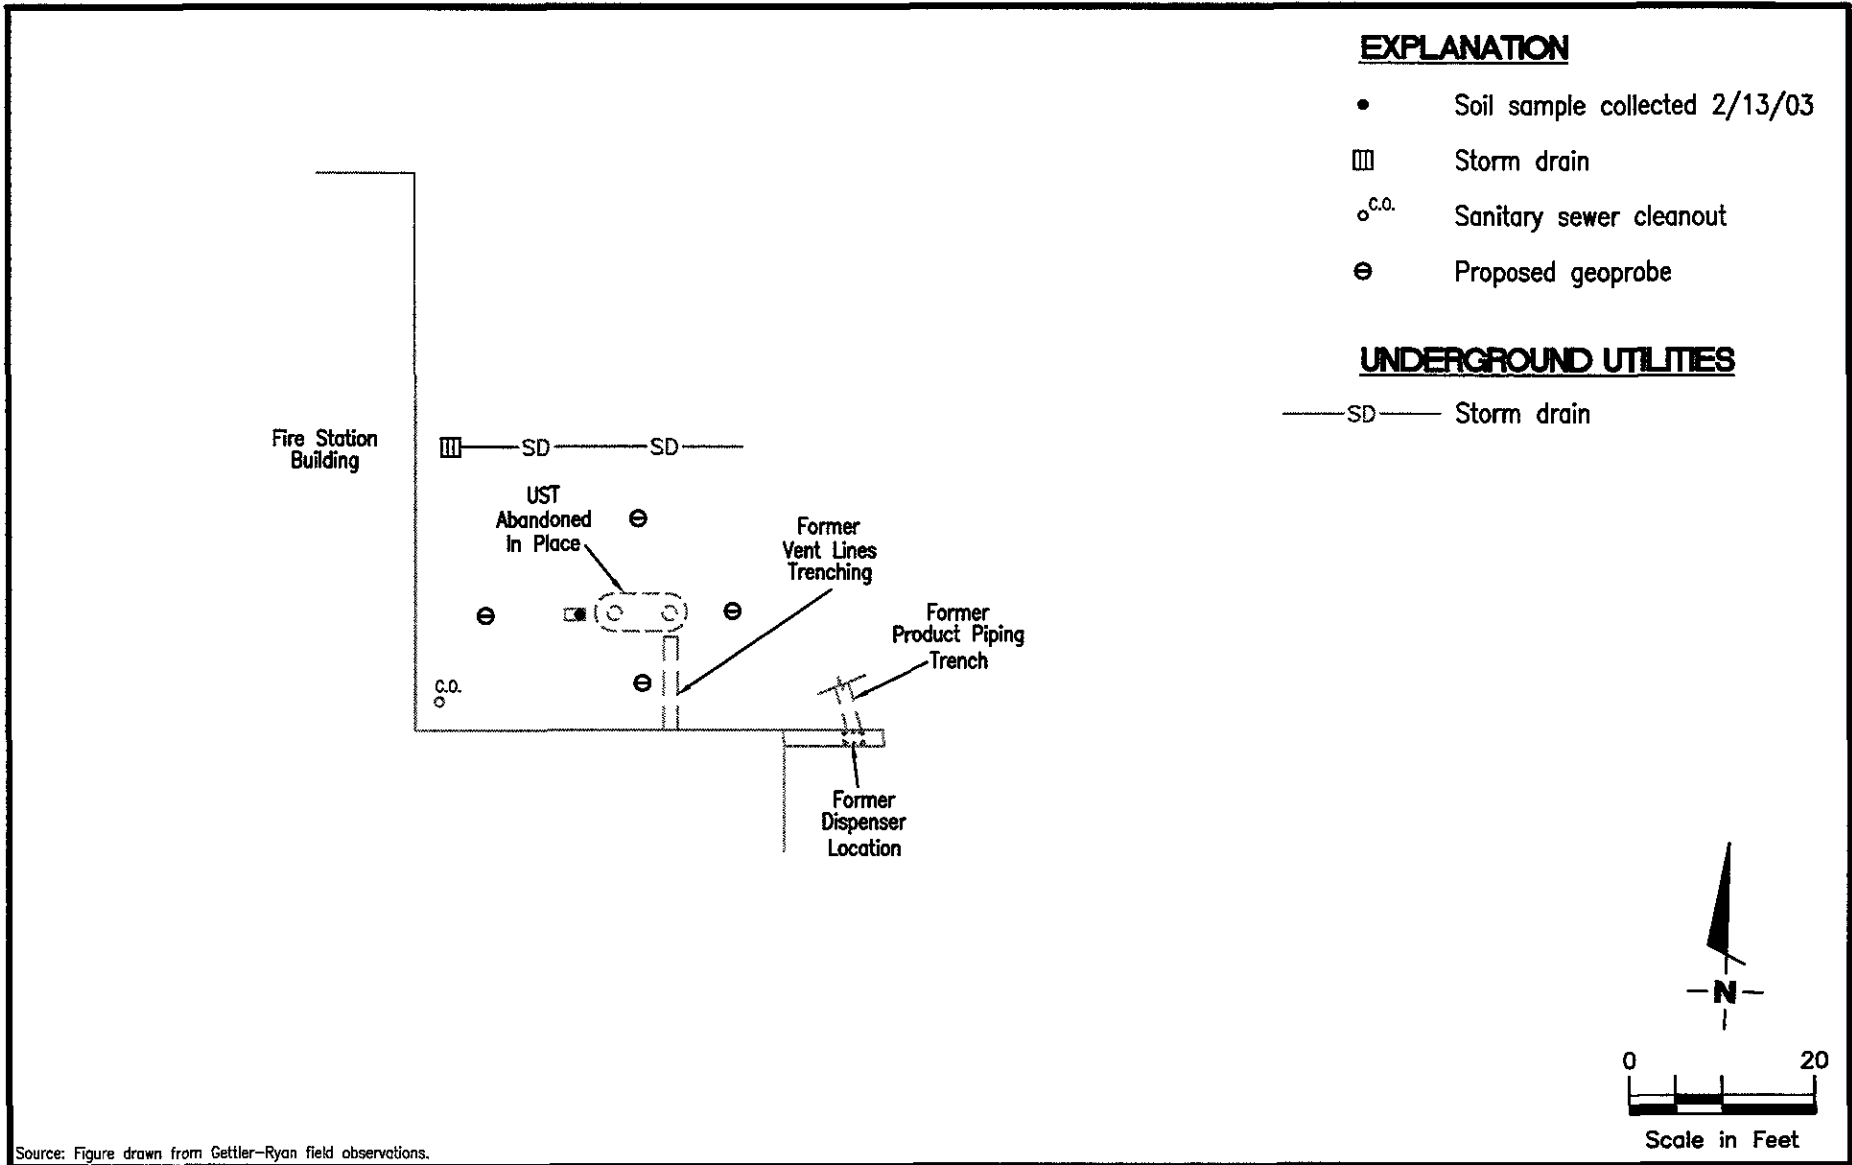 EXPLANATION
Soil sample collected 2/13/03
Storm drain
C.O.
Sanitary sewer cleanout
Proposed geoprobe
UNDERGROUND UTILITIES
SD
Storm drain
Fire Station
Building
SD
SD
UST
Abandoned
In Place
Former
Vent Lines
Trenching
Former
Product Piping
Trench
C.O.
Former
Dispenser
Location
N
0 20
Scale in Feet
Source: Figure drawn from Gettler-Ryan field observations.